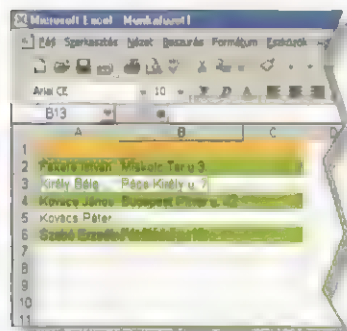 Microsoft Excel - Munkafüzet1
Fájl Szerkesztés Nézet Beszúrás Formátum Eszközök
Arial CE 10
B13
A B C D
1
2 Fekete István Miskolc Tar u 3.
3 Király Béla Pécs Király u. 7
4 Kovács János Budapest
5 Kovács Péter
6 Szabó
7
8
9
10
11